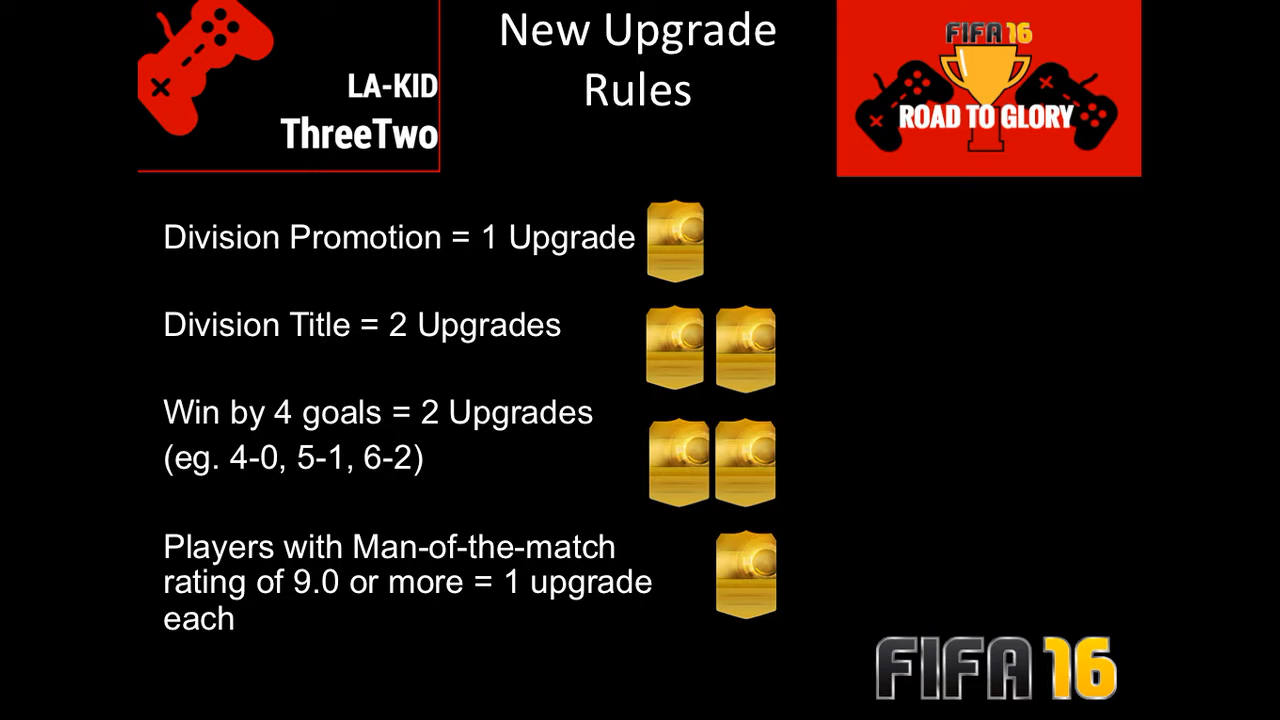 LA-KID
ThreeTwo
New Upgrade
Rules
FIFA 16
ROAD TO GLORY
Division Promotion = 1 Upgrade
Division Title = 2 Upgrades
Win by 4 goals = 2 Upgrades
(eg. 4-0, 5-1, 6-2)
Players with Man-of-the-match
rating of 9.0 or more = 1 upgrade
each
FIFA 16